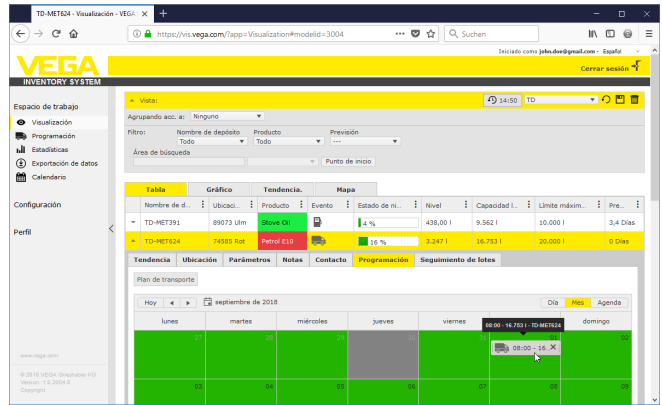 TD-MET624 - Visualización - VEGA
https://vis.vega.com/?app=Visualization#modelid=3004
Suchen
Iniciado como john.doe@gmail.com - Español
VEGA
INVENTORY SYSTEM
Cerrar sesión
Espacio de trabajo
Visualización
Programación
Estadísticas
Exportación de datos
Calendario
Configuración
Perfil
www.vega.com
© 2018 VEGA Grieshaber KG
Copyright
Vista:
14:50
TD
Agrupando acc. a: Ninguno
Filtro: Nombre de depósito Producto Previsión
Todo Todo ---
Área de búsqueda
Punto de inicio
Tabla Gráfico Tendencia. Mapa
Nombre de d... Ubicaci... Producto Evento Estado de ni... Nivel Capacidad l... Límite máxim... Pre...
TD-MET391 89073 Ulm Stove Oil 4 % 438,00 l 9.562 l 10.000 l 3,4 Días
TD-MET624 74585 Rot Petrol E10 16 % 3.247 l 16.753 l 20.000 l 0 Días
Tendencia Ubicación Parámetros Notas Contacto Programación Seguimiento de lotes
Plan de transporte
Hoy septiembre de 2018 Día Mes Agenda
lunes martes miércoles jueves viernes domingo
08:00 - 16.753 l - TD-MET624
27 28 29 30 31 01 02
08:00 - 16...
03 04 05 06 07 08 09